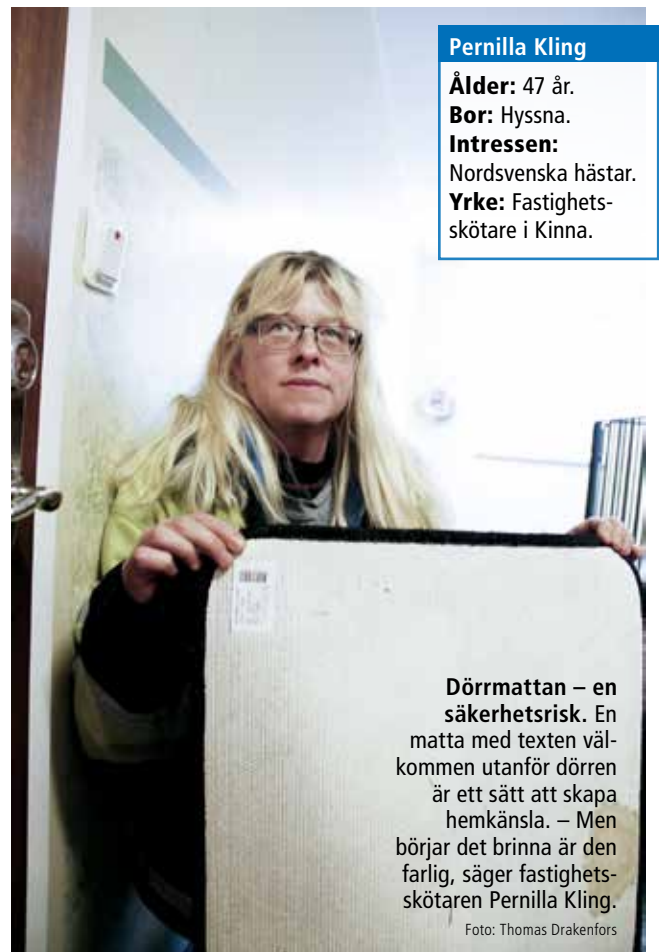 Pernilla Kling
Ålder: 47 år.
Bor: Hyssna.
Intressen:
Nordsvenska hästar.
Yrke: Fastighets-
skötare i Kinna.
Dörrmattan – en
säkerhetsrisk. En
matta med texten väl-
kommen utanför dörren
är ett sätt att skapa
hemkänsla. – Men
börjar det brinna är den
farlig, säger fastighets-
skötaren Pernilla Kling.
Foto: Thomas Drakenfors